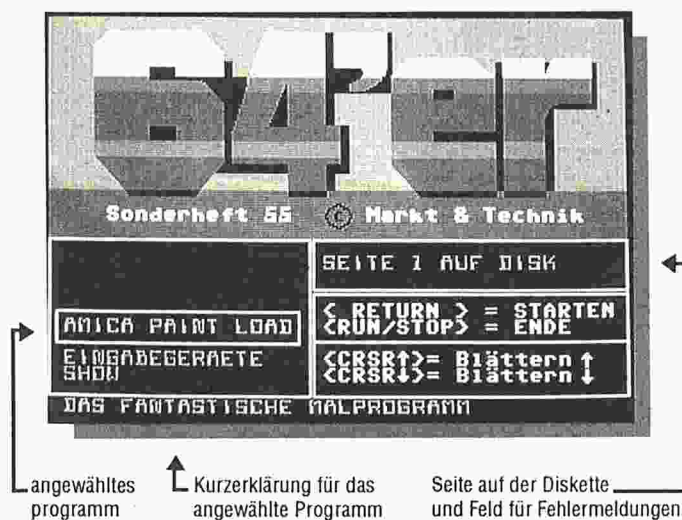 64'er
Sonderheft 55 © Markt & Technik
SEITE 1 AUF DISK
AMICA PAINT LOAD
EINGABEGERAETE
SHOW
< RETURN > = STARTEN
<RUN/STOP> = ENDE
<CRSR↑>= Blättern ↑
<CRSR↓>= Blättern ↓
DAS FANTASTISCHE MALPROGRAMM
angewähltes
programm
Kurzerklärung für das
angewählte Programm
Seite auf der Diskette
und Feld für Fehlermeldungen